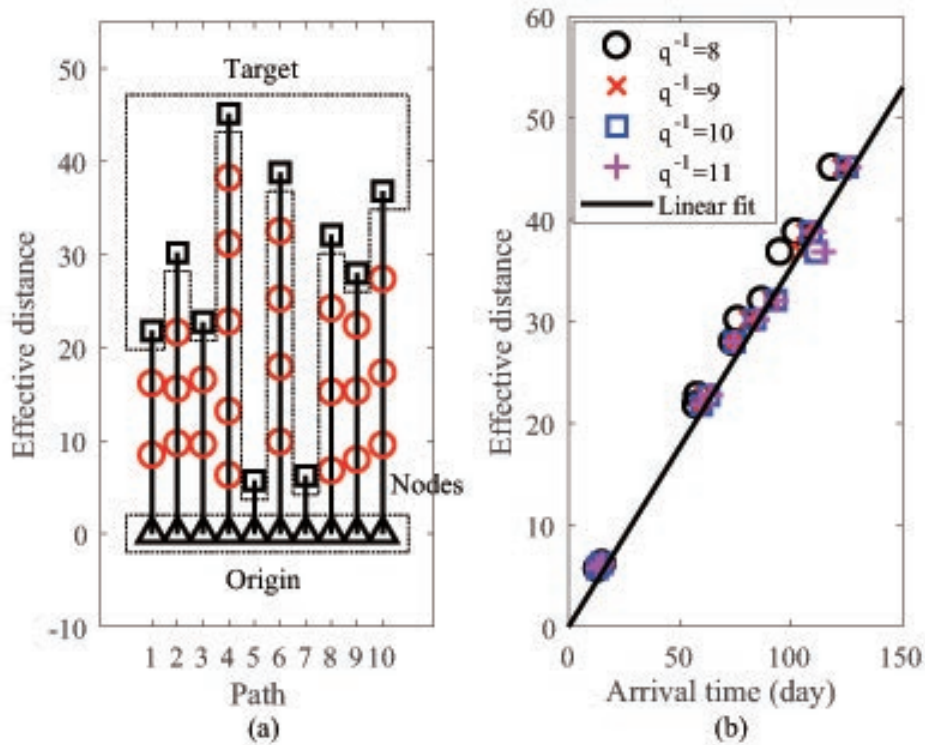 Effective distance
50
40
30
20
10
0
-10
Target
Nodes
Origin
1 2 3 4 5 6 7 8 9 10
Path
(a)
Effective distance
60
50
40
30
20
10
0
q⁻¹=8
q⁻¹=9
q⁻¹=10
q⁻¹=11
Linear fit
0 50 100 150
Arrival time (day)
(b)